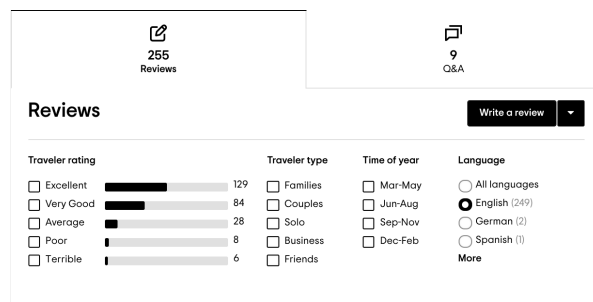 255
Reviews
9
Q&A
Reviews
Write a review
Traveler rating
Excellent 129
Very Good 84
Average 28
Poor 8
Terrible 6
Traveler type
Families
Couples
Solo
Business
Friends
Time of year
Mar-May
Jun-Aug
Sep-Nov
Dec-Feb
Language
All languages
English (249)
German (2)
Spanish (1)
More